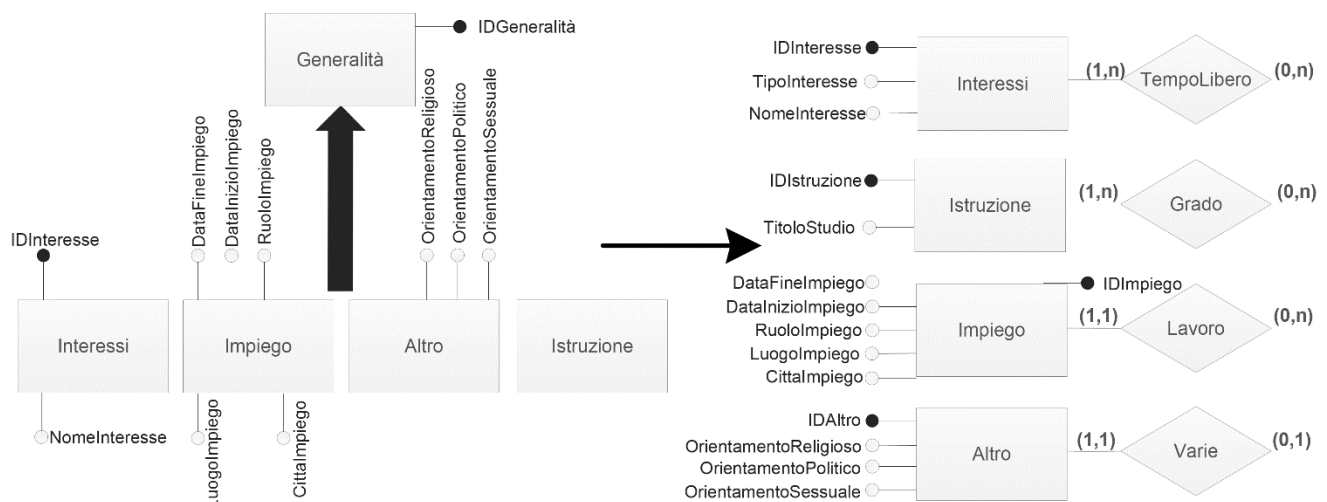 IDGeneralità
Generalità
DataFineImpiego
DataInizioImpiego
RuoloImpiego
OrientamentoReligioso
OrientamentoPolitico
OrientamentoSessuale
IDInteresse
Interessi
Impiego
Altro
Istruzione
NomeInteresse
LuogoImpiego
CittaImpiego
IDInteresse
TipoInteresse
NomeInteresse
Interessi
(1,n)
TempoLibero
(0,n)
IDIstruzione
TitoloStudio
Istruzione
(1,n)
Grado
(0,n)
DataFineImpiego
DataInizioImpiego
RuoloImpiego
LuogoImpiego
CittaImpiego
IDImpiego
Impiego
(1,1)
Lavoro
(0,n)
IDAltro
OrientamentoReligioso
OrientamentoPolitico
OrientamentoSessuale
Altro
(1,1)
Varie
(0,1)